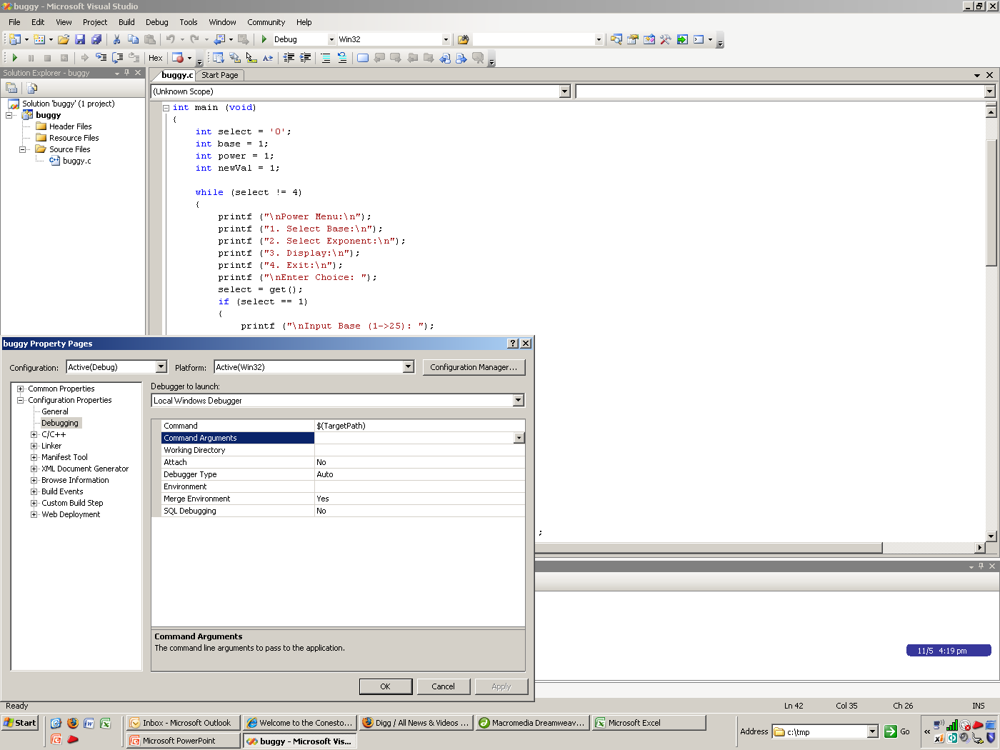 buggy - Microsoft Visual Studio
File Edit View Project Build Debug Tools Window Community Help
Debug Win32
Hex
Solution Explorer - buggy
buggy.c Start Page
(Unknown Scope)
Solution 'buggy' (1 project)
buggy
Header Files
Resource Files
Source Files
buggy.c
int main (void)
{
int select = '0';
int base = 1;
int power = 1;
int newVal = 1;
while (select != 4)
{
printf ("\nPower Menu:\n");
printf ("1. Select Base:\n");
printf ("2. Select Exponent:\n");
printf ("3. Display:\n");
printf ("4. Exit:\n");
printf ("\nEnter Choice: ");
select = get();
if (select == 1)
{
printf ("\nInput Base (1->25): ");
;
buggy Property Pages
Configuration: Active(Debug) Platform: Active(Win32) Configuration Manager...
Common Properties
Configuration Properties
General
Debugging
C/C++
Linker
Manifest Tool
XML Document Generator
Browse Information
Build Events
Custom Build Step
Web Deployment
Debugger to launch:
Local Windows Debugger
Command $(TargetPath)
Command Arguments
Working Directory
Attach No
Debugger Type Auto
Environment
Merge Environment Yes
SQL Debugging No
Command Arguments
The command line arguments to pass to the application.
OK Cancel Apply
11/5 4:19 pm
Ready Ln 42 Col 35 Ch 26 INS
Start
Inbox - Microsoft Outlook Welcome to the Conesto... Digg / All News & Videos ... Macromedia Dreamweav... Microsoft Excel
Microsoft PowerPoint buggy - Microsoft Vis...
Address c:\tmp Go